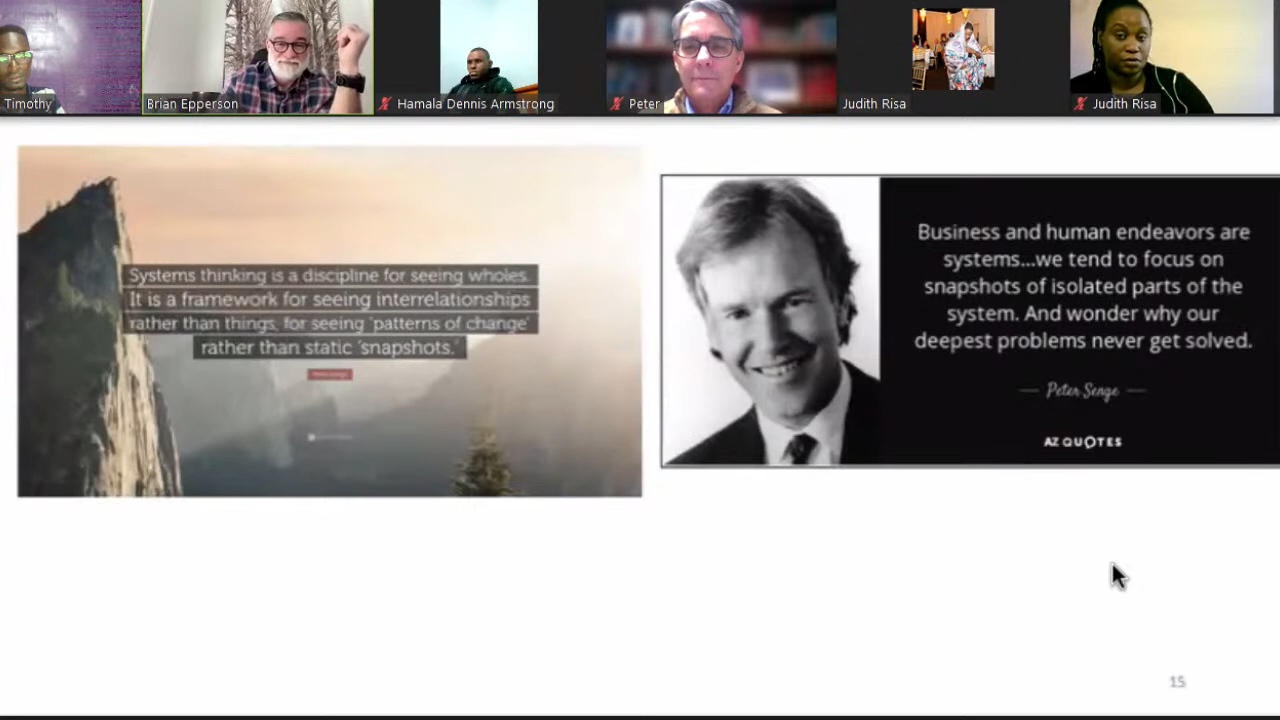 Timothy
Brian Epperson
Hamala Dennis Armstrong
Peter
Judith Risa
Judith Risa
Systems thinking is a discipline for seeing wholes.
It is a framework for seeing interrelationships
rather than things, for seeing 'patterns of change'
rather than static 'snapshots.'
Business and human endeavors are
systems...we tend to focus on
snapshots of isolated parts of the
system. And wonder why our
deepest problems never get solved.
— Peter Senge —
AZ QUOTES
15